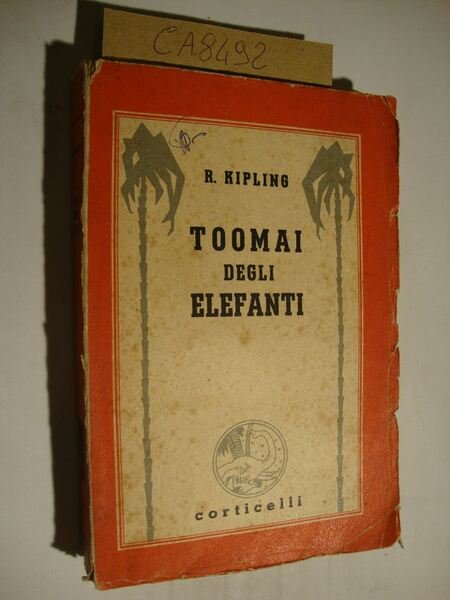 CA8492
R. KIPLING
TOOMAI
DEGLI
ELEFANTI
corticelli